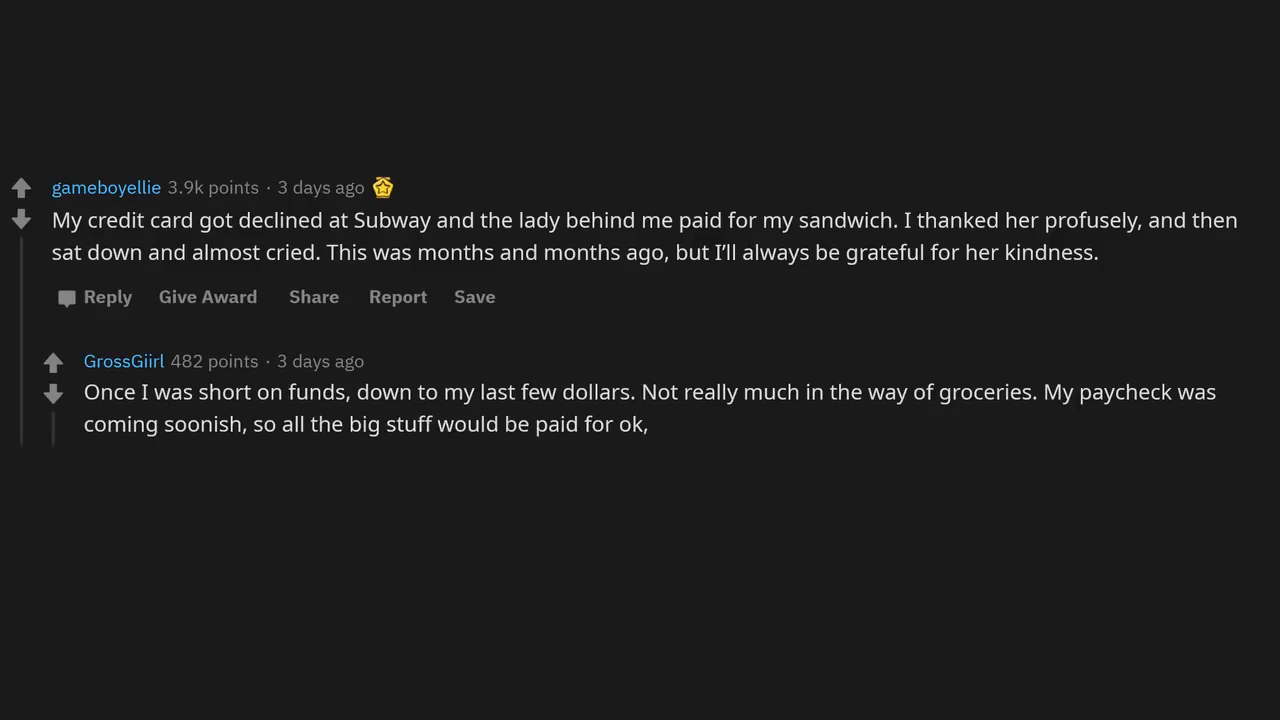 gameboyellie 3.9k points · 3 days ago
My credit card got declined at Subway and the lady behind me paid for my sandwich. I thanked her profusely, and then
sat down and almost cried. This was months and months ago, but I’ll always be grateful for her kindness.
Reply Give Award Share Report Save
GrossGiirl 482 points · 3 days ago
Once I was short on funds, down to my last few dollars. Not really much in the way of groceries. My paycheck was
coming soonish, so all the big stuff would be paid for ok,